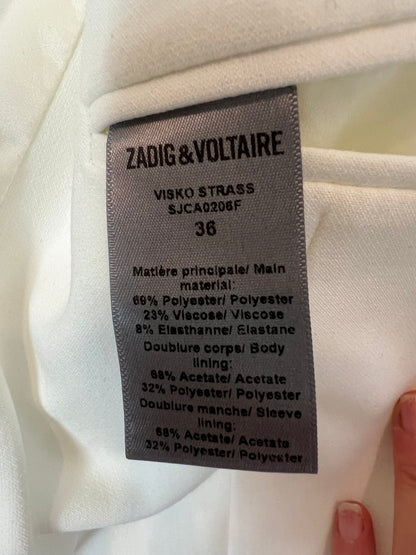 ZADIG&VOLTAIRE
VISKO STRASS
SJCA0206F
36
Matière principale/ Main
material:
69% Polyester/ Polyester
23% Viscose/ Viscose
8% Elasthanne/ Elastane
Doublure corps/ Body
lining:
68% Acetate/ Acetate
32% Polyester/ Polyester
Doublure manche/ Sleeve
lining:
68% Acetate/ Acetate
32% Polyester/ Polyester